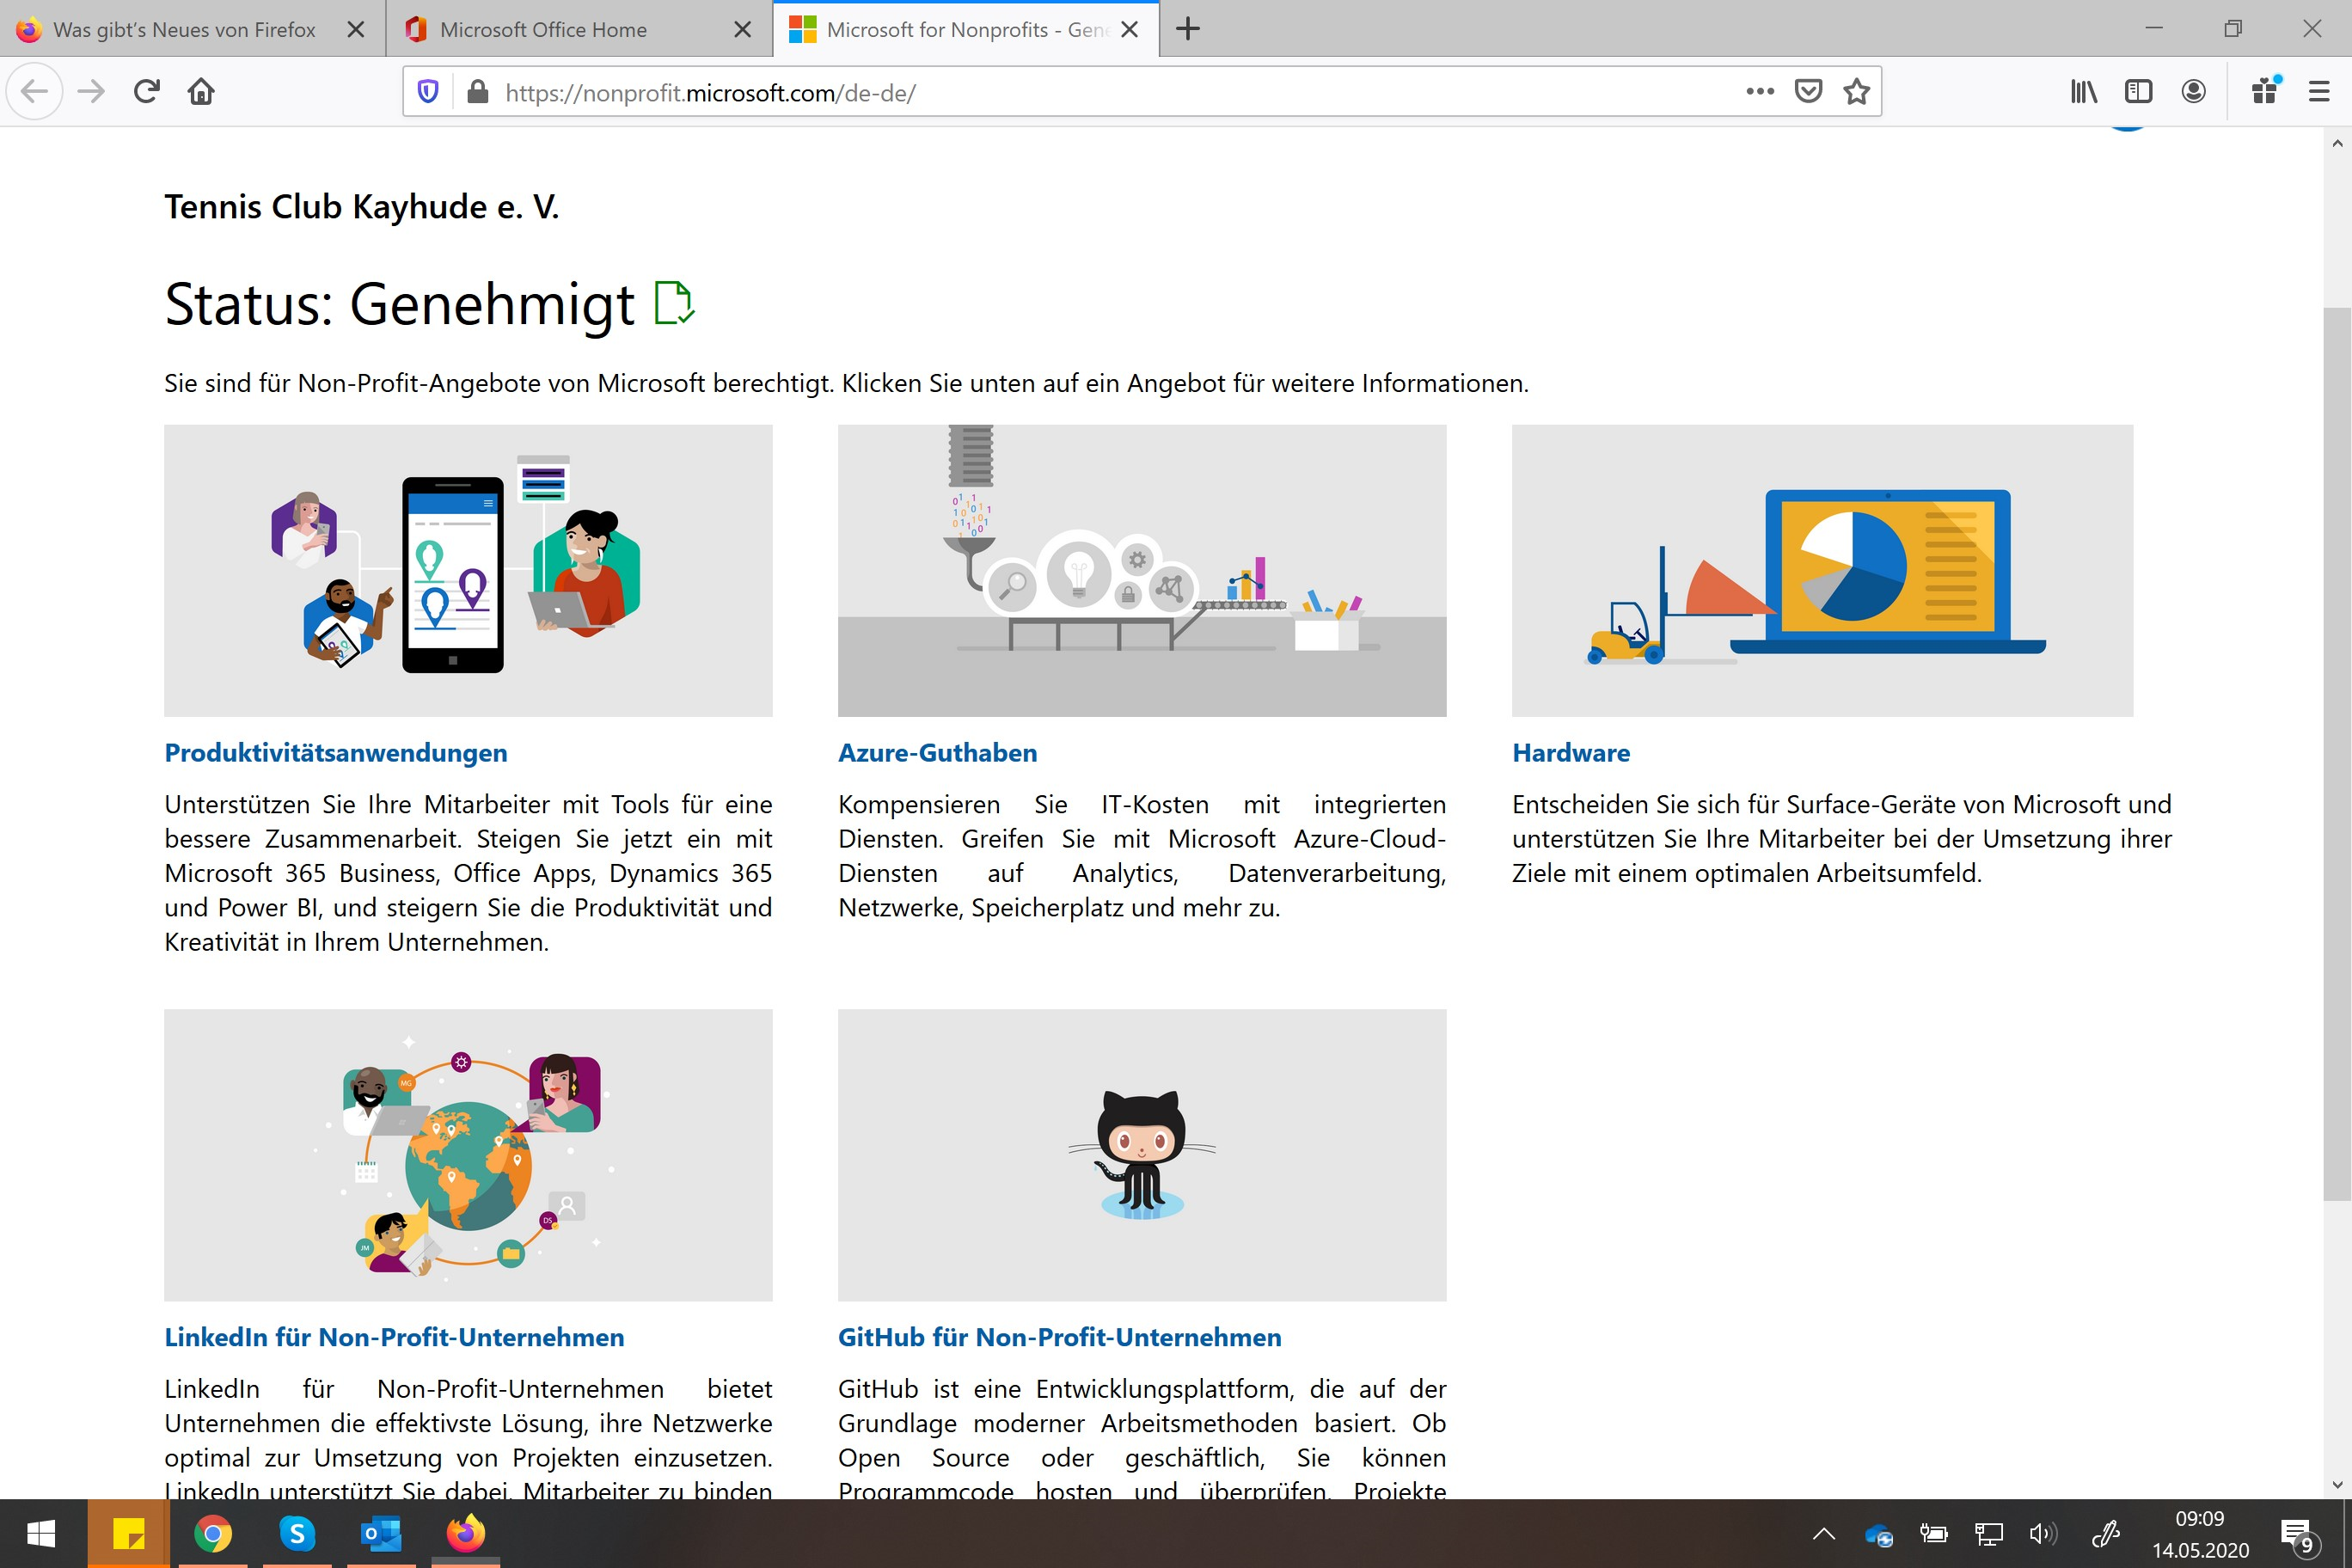 Was gibt's Neues von Firefox
Microsoft Office Home
Microsoft for Nonprofits - Gene
https://nonprofit.microsoft.com/de-de/
Tennis Club Kayhude e. V.
Status: Genehmigt
Sie sind für Non-Profit-Angebote von Microsoft berechtigt. Klicken Sie unten auf ein Angebot für weitere Informationen.
Produktivitätsanwendungen
Unterstützen Sie Ihre Mitarbeiter mit Tools für eine
bessere Zusammenarbeit. Steigen Sie jetzt ein mit
Microsoft 365 Business, Office Apps, Dynamics 365
und Power BI, und steigern Sie die Produktivität und
Kreativität in Ihrem Unternehmen.
Azure-Guthaben
Kompensieren Sie IT-Kosten mit integrierten
Diensten. Greifen Sie mit Microsoft Azure-Cloud-
Diensten auf Analytics, Datenverarbeitung,
Netzwerke, Speicherplatz und mehr zu.
Hardware
Entscheiden Sie sich für Surface-Geräte von Microsoft und
unterstützen Sie Ihre Mitarbeiter bei der Umsetzung ihrer
Ziele mit einem optimalen Arbeitsumfeld.
MG
DS
JM
LinkedIn für Non-Profit-Unternehmen
LinkedIn für Non-Profit-Unternehmen bietet
Unternehmen die effektivste Lösung, ihre Netzwerke
optimal zur Umsetzung von Projekten einzusetzen.
LinkedIn unterstützt Sie dabei, Mitarbeiter zu binden
GitHub für Non-Profit-Unternehmen
GitHub ist eine Entwicklungsplattform, die auf der
Grundlage moderner Arbeitsmethoden basiert. Ob
Open Source oder geschäftlich, Sie können
Programmcode hosten und überprüfen, Projekte
09:09
14.05.2020
9